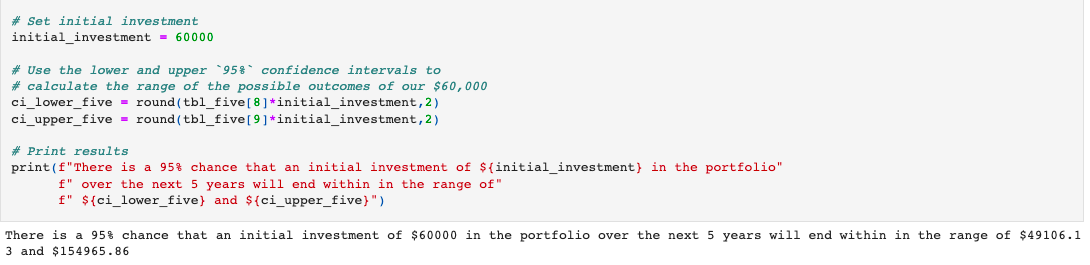 # Set initial investment
initial_investment = 60000
# Use the lower and upper `95%` confidence intervals to
# calculate the range of the possible outcomes of our $60,000
ci_lower_five = round(tbl_five[8]*initial_investment,2)
ci_upper_five = round(tbl_five[9]*initial_investment,2)
# Print results
print(f"There is a 95% chance that an initial investment of ${initial_investment} in the portfolio"
f" over the next 5 years will end within in the range of"
f" ${ci_lower_five} and ${ci_upper_five}")
There is a 95% chance that an initial investment of $60000 in the portfolio over the next 5 years will end within in the range of $49106.1
3 and $154965.86